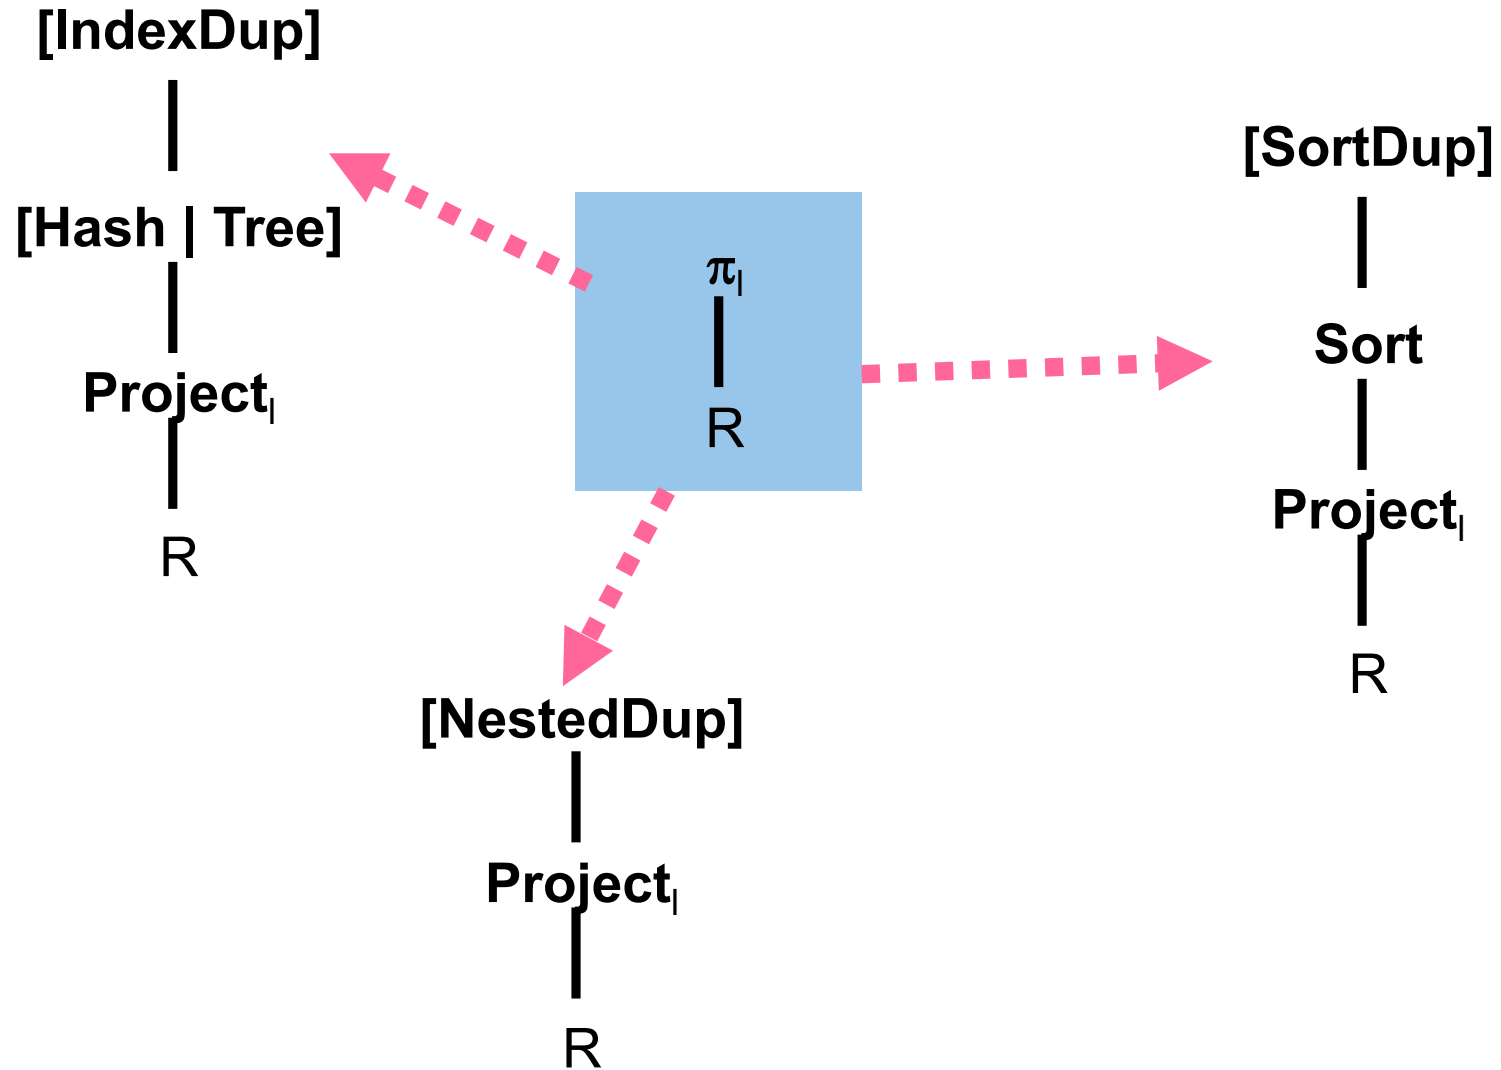 [IndexDup]
[Hash | Tree]
Projectl
R
πl
R
[SortDup]
Sort
Projectl
R
[NestedDup]
Projectl
R